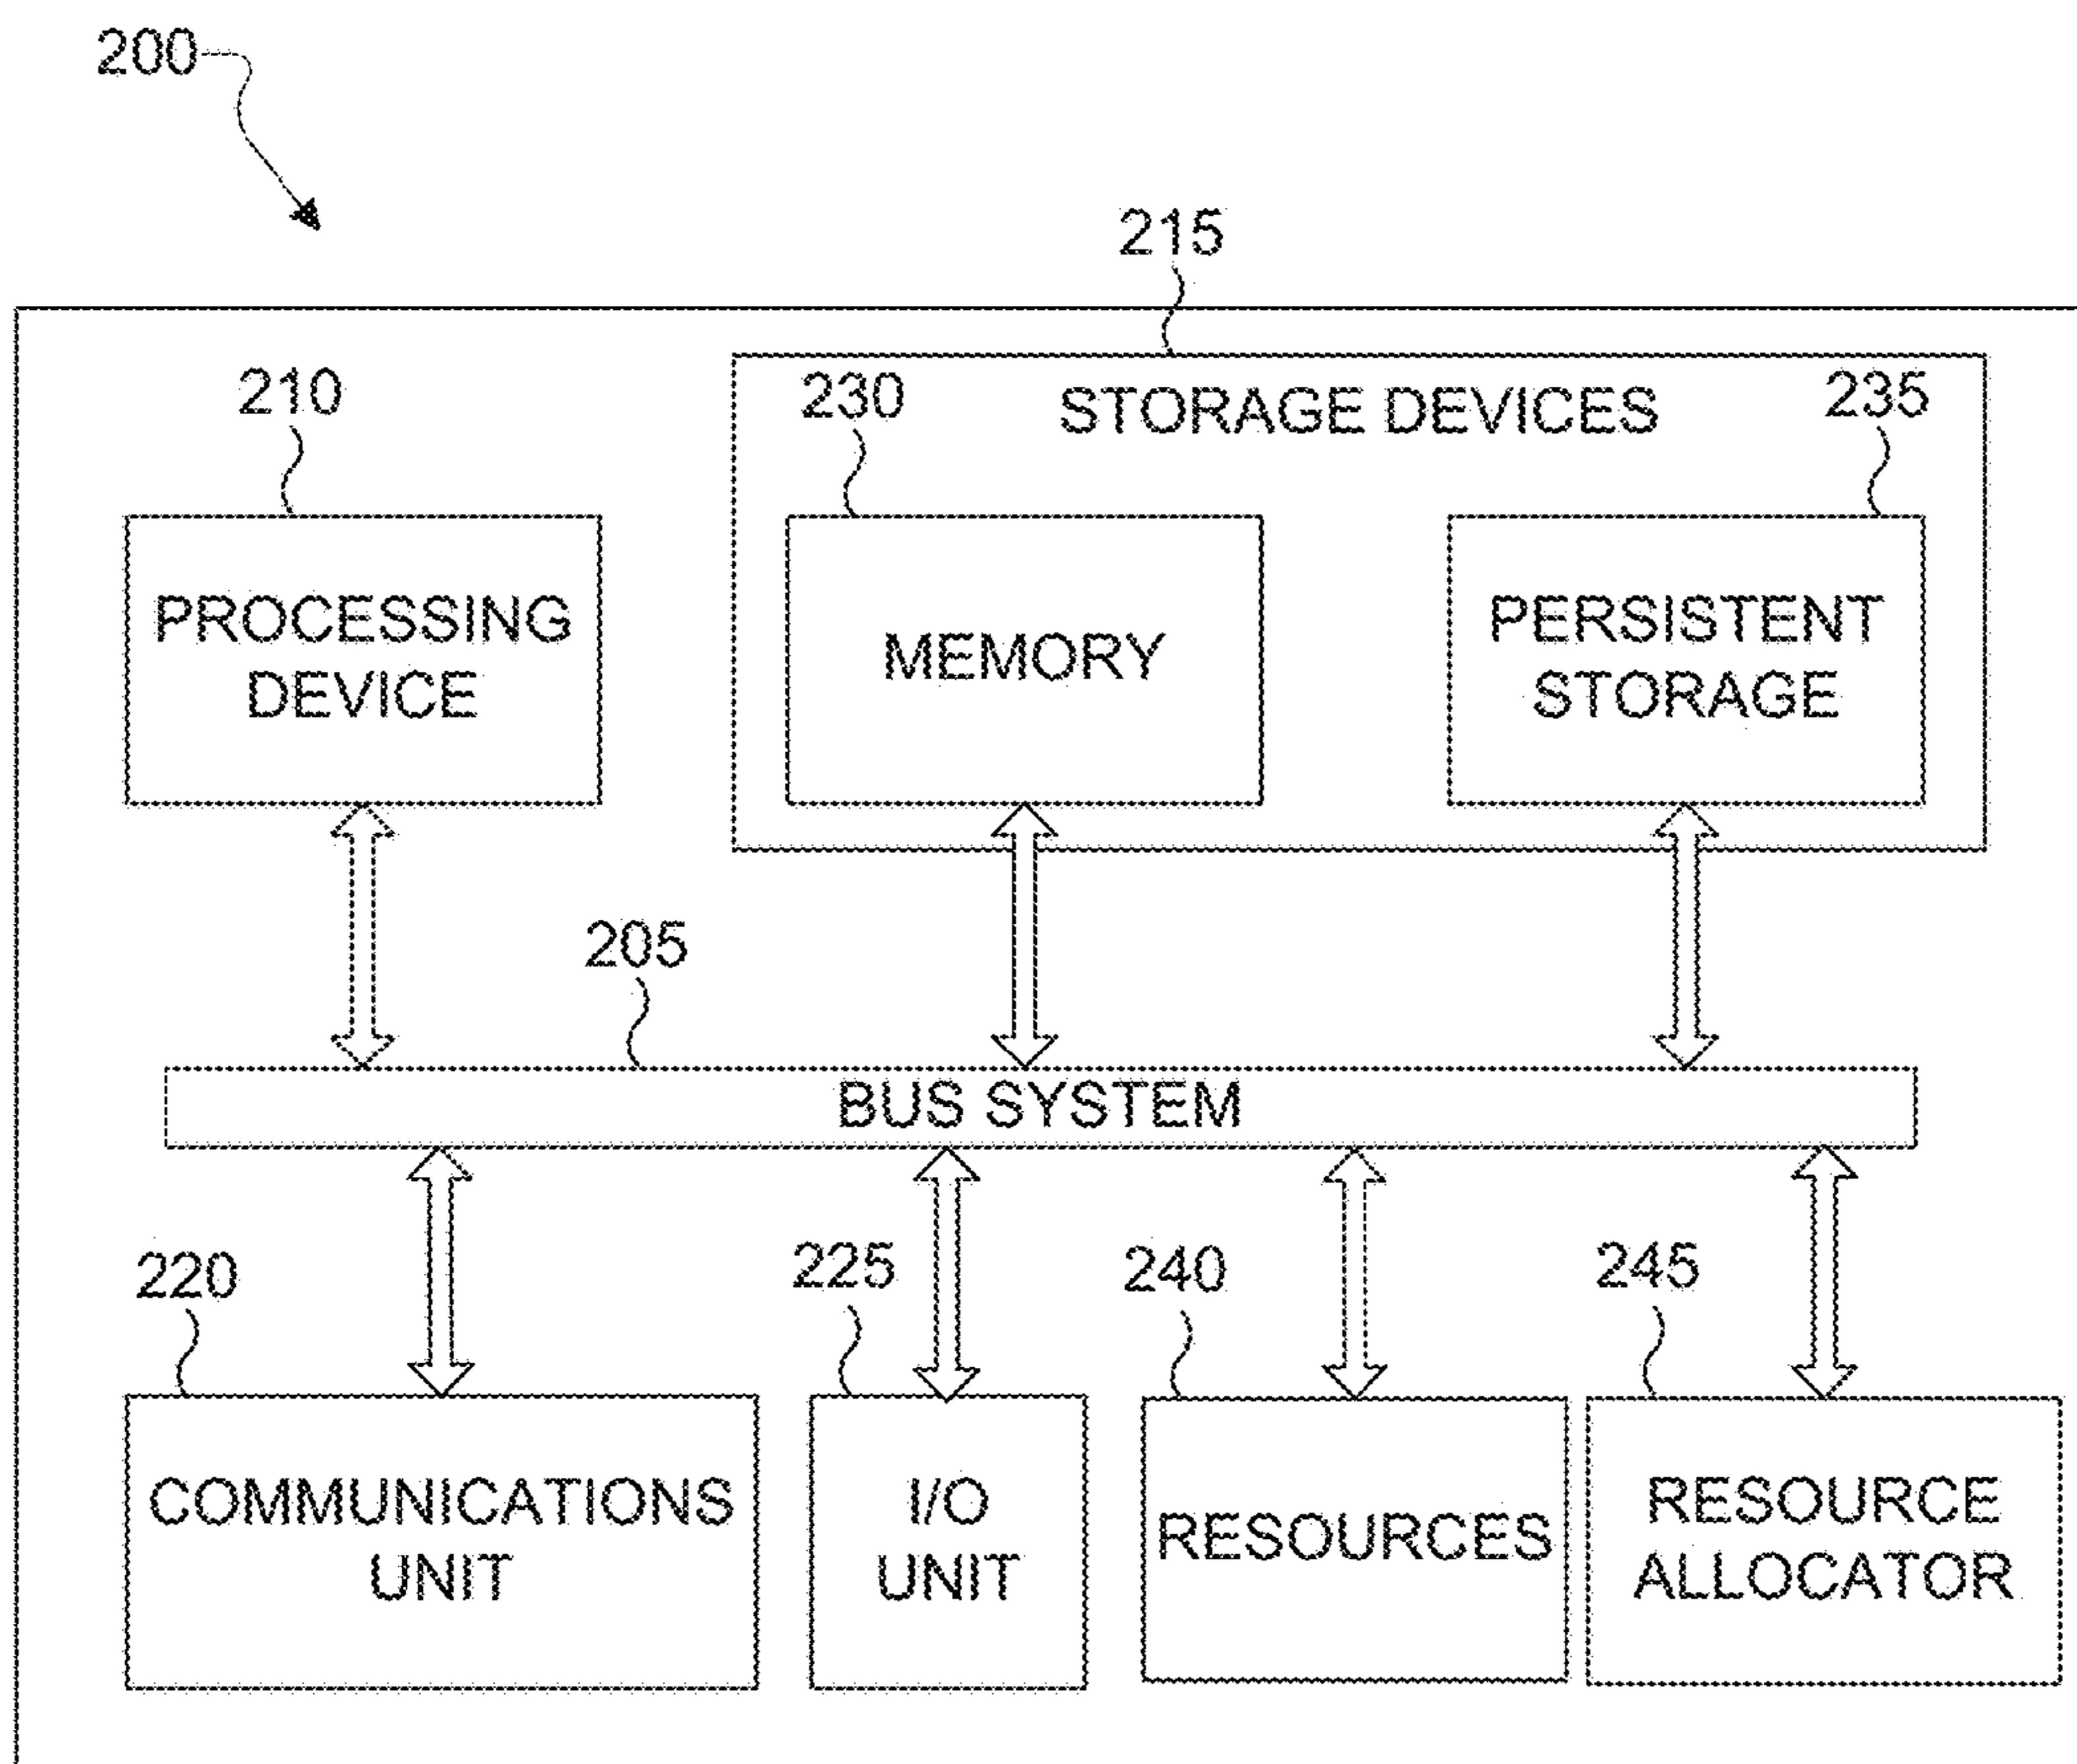 200
215
210
230
STORAGE DEVICES
235
PROCESSING
DEVICE
MEMORY
PERSISTENT
STORAGE
205
BUS SYSTEM
220
225
240
245
COMMUNICATIONS
UNIT
I/O
UNIT
RESOURCES
RESOURCE
ALLOCATOR